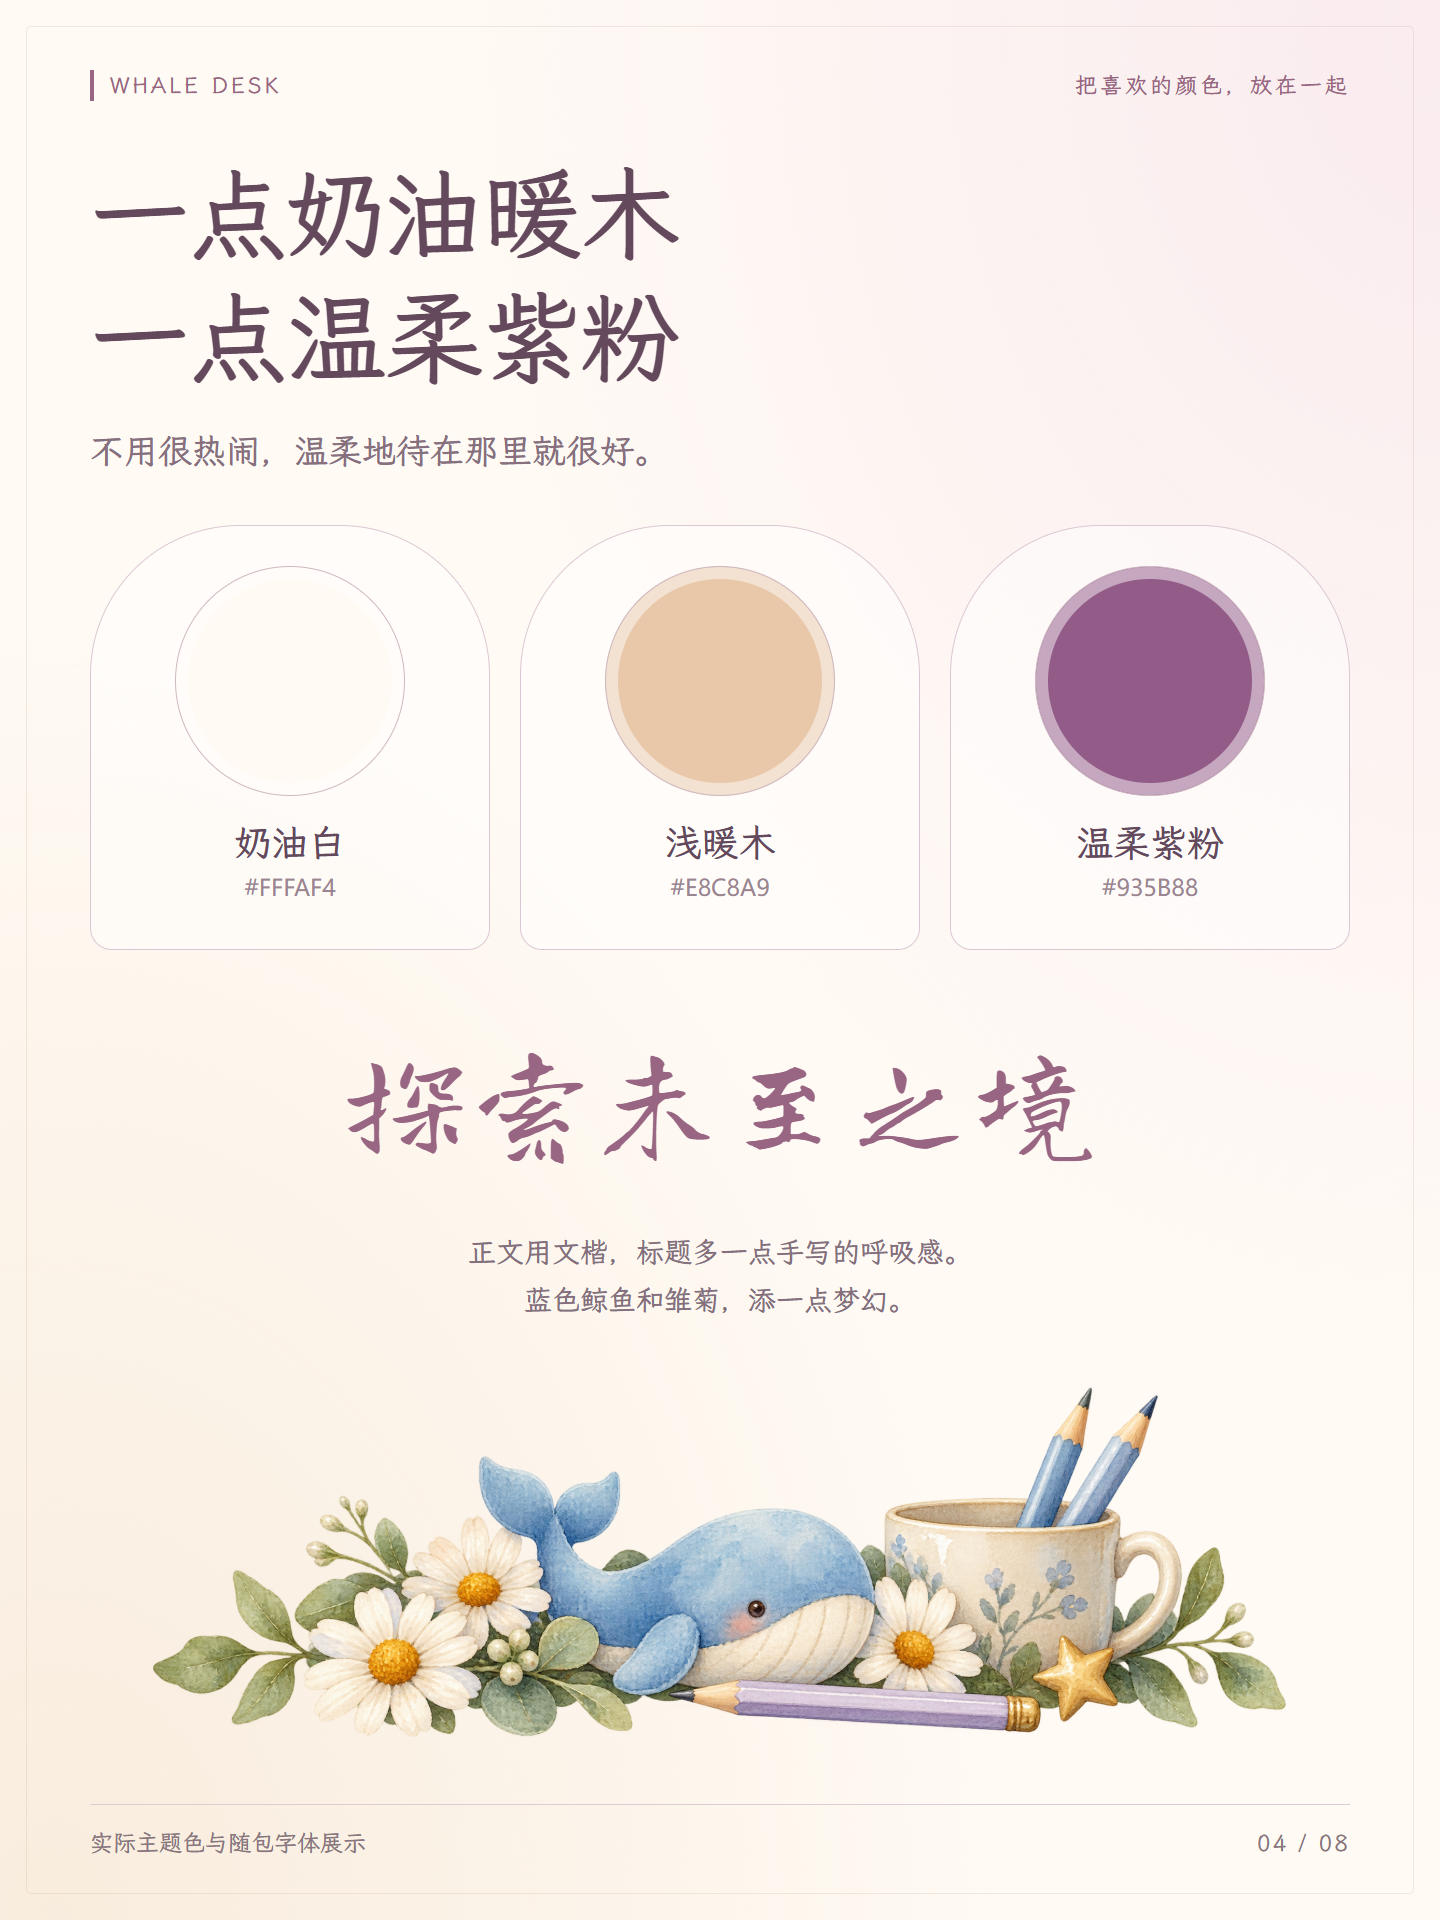 WHALE DESK
把喜欢的颜色，放在一起
一点奶油暖木
一点温柔紫粉
不用很热闹，温柔地待在那里就很好。
奶油白
#FFFAF4
浅暖木
#E8C8A9
温柔紫粉
#935B88
探索未至之境
正文用文楷，标题多一点手写的呼吸感。
蓝色鲸鱼和雏菊，添一点梦幻。
实际主题色与随包字体展示
04 / 08